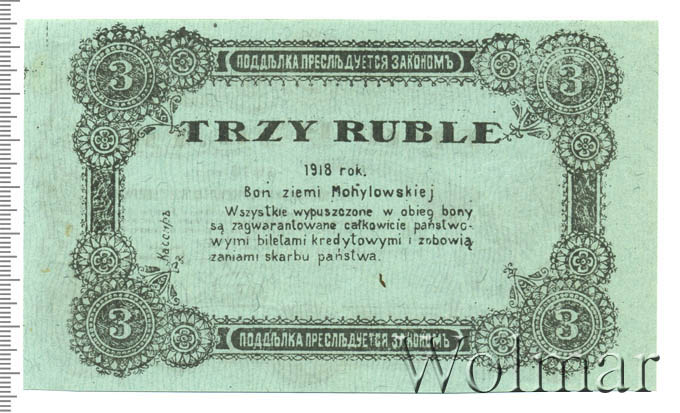 3 ПОДДѢЛКА ПРЕСЛѢДУЕТСЯ ЗАКОНОМЪ 3
TRZY RUBLE
1918 rok.
Bon ziemi Mohylowskiej
Wszystkie wypuszczone w obieg bony
są zagwarantowane całkowicie państwo-
wymi biletami kredytowymi i zobowią
zaniami skarbu państwa.
Кассиръ
3 ПОДДѢЛКА ПРЕСЛѢДУЕТСЯ ЗАКОНОМЪ 3
Wolmar